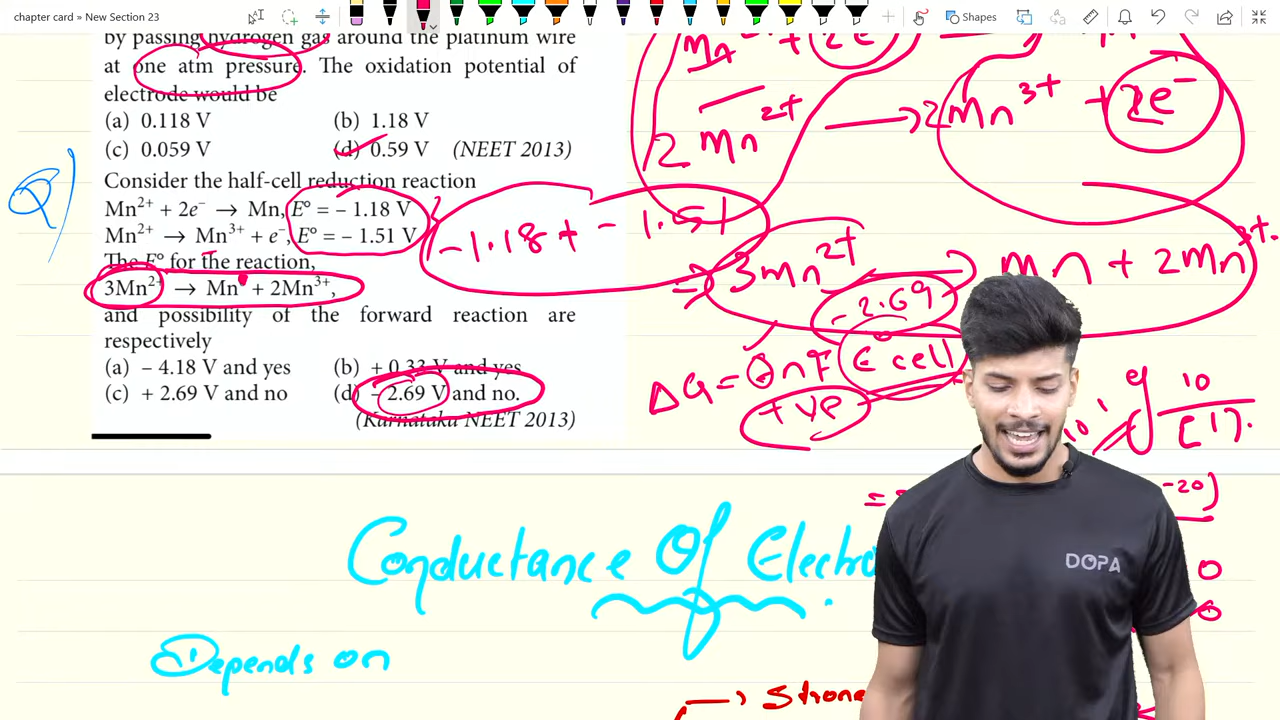 chapter card » New Section 23
Shapes
by passing hydrogen gas around the platinum wire
at one atm pressure. The oxidation potential of
electrode would be
(a) 0.118 V (b) 1.18 V
(c) 0.059 V (d) 0.59 V (NEET 2013)
Q)
Consider the half-cell reduction reaction
Mn²⁺ + 2e⁻ → Mn, E° = – 1.18 V
Mn²⁺ → Mn³⁺ + e⁻, E° = – 1.51 V
The E° for the reaction,
3Mn²⁺ → Mn + 2Mn³⁺,
and possibility of the forward reaction are
respectively
(a) – 4.18 V and yes (b) + 0.33 V and yes
(c) + 2.69 V and no (d) – 2.69 V and no.
(Karnataka NEET 2013)
2 Mn²⁺ → 2Mn³⁺ + 2e⁻
-1.18 + -1.51
⇒ 3Mn²⁺ → Mn + 2Mn³⁺
-2.69
ΔG = -nF E cell
+ve
Conductance Of Electro
Depends on
→ Strong
DOPA